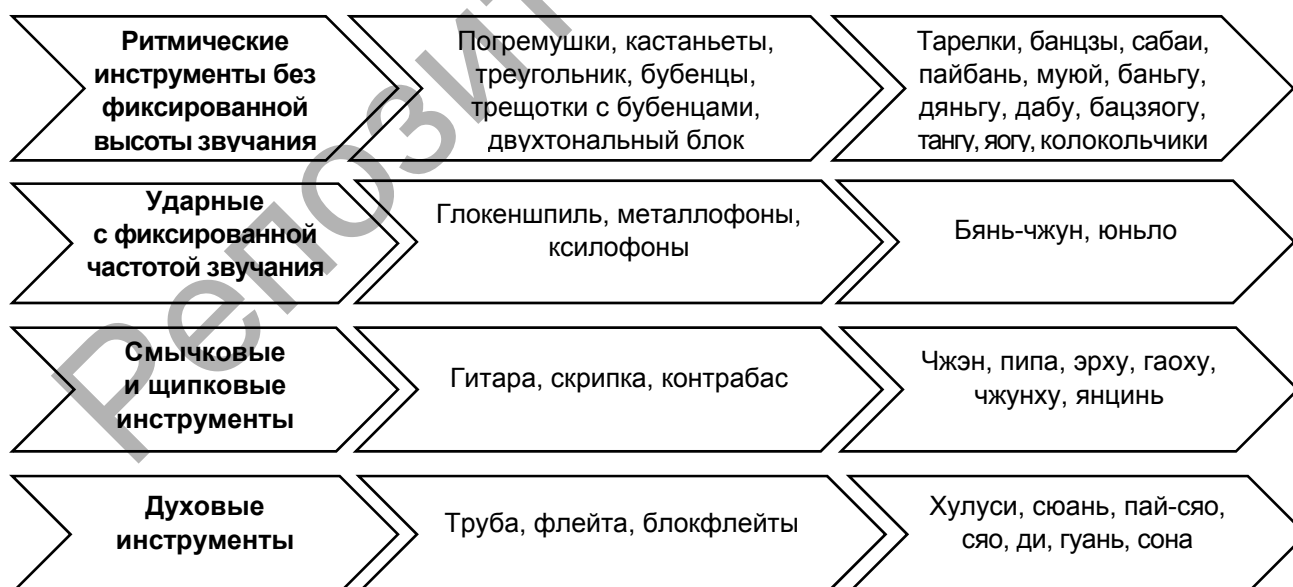 Ритмические
инструменты без
фиксированной
высоты звучания
Погремушки, кастаньеты,
треугольник, бубенцы,
трещотки с бубенцами,
двухтональный блок
Тарелки, банцзы, сабаи,
пайбань, муюй, баньгу,
дяньгу, дабу, бацзяогу,
тангу, яогу, колокольчики
Ударные
с фиксированной
частотой звучания
Глокеншпиль, металлофоны,
ксилофоны
Бянь-чжун, юньло
Смычковые
и щипковые
инструменты
Гитара, скрипка, контрабас
Чжэн, пипа, эрху, гаоху,
чжунху, янцинь
Духовые
инструменты
Труба, флейта, блокфлейты
Хулуси, сюань, пай-сяо,
сяо, ди, гуань, сона